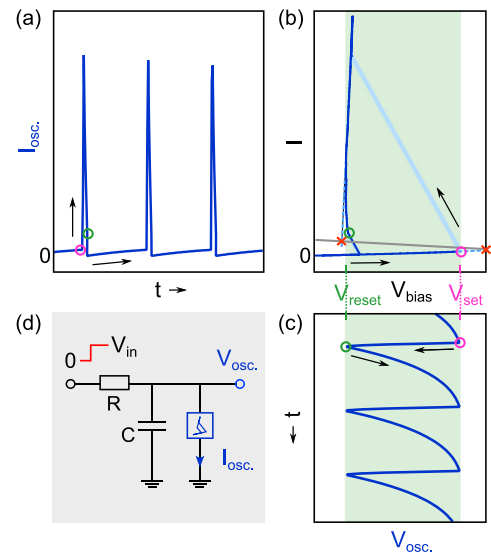 (a)
I_osc.
0
t →
(b)
I
0
V_reset
V_bias
V_set
(d)
0
V_in
V_osc.
R
C
I_osc.
(c)
← t
V_osc.